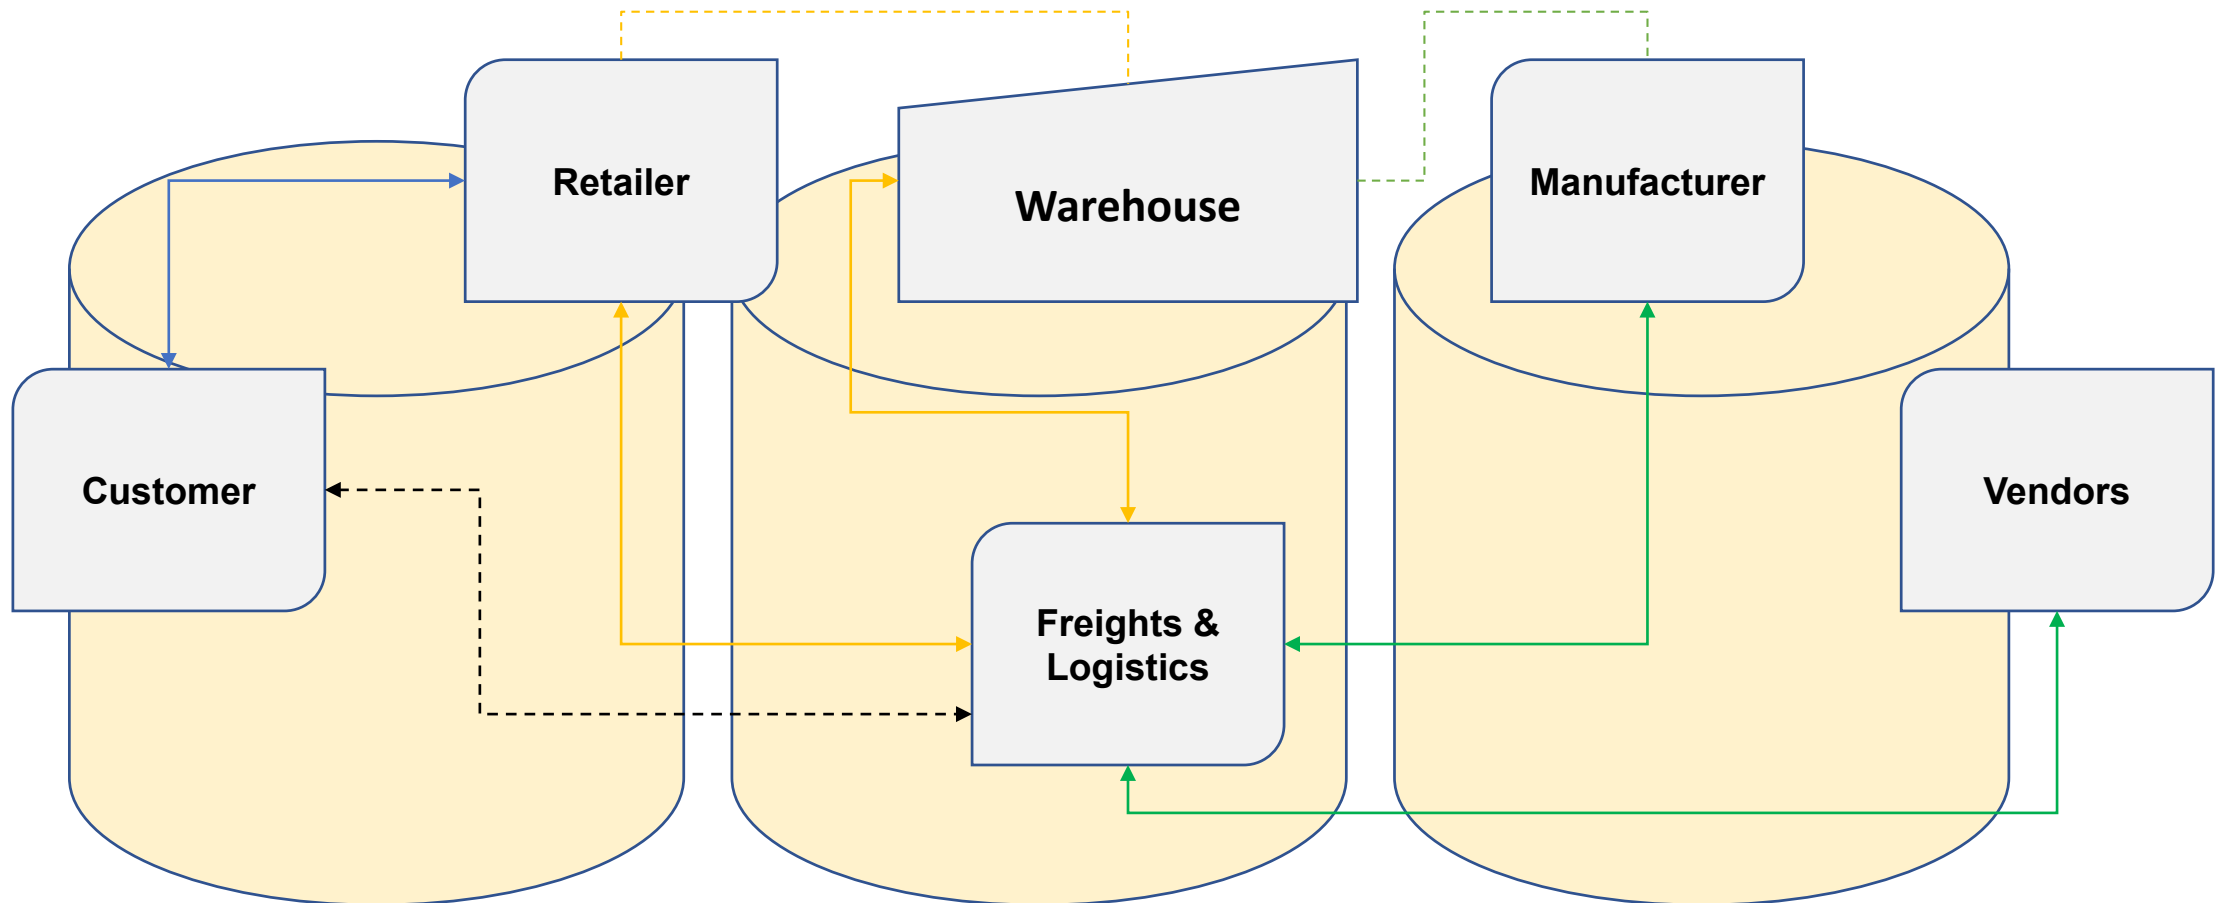 Retailer
Warehouse
Manufacturer
Customer
Vendors
Freights &
Logistics